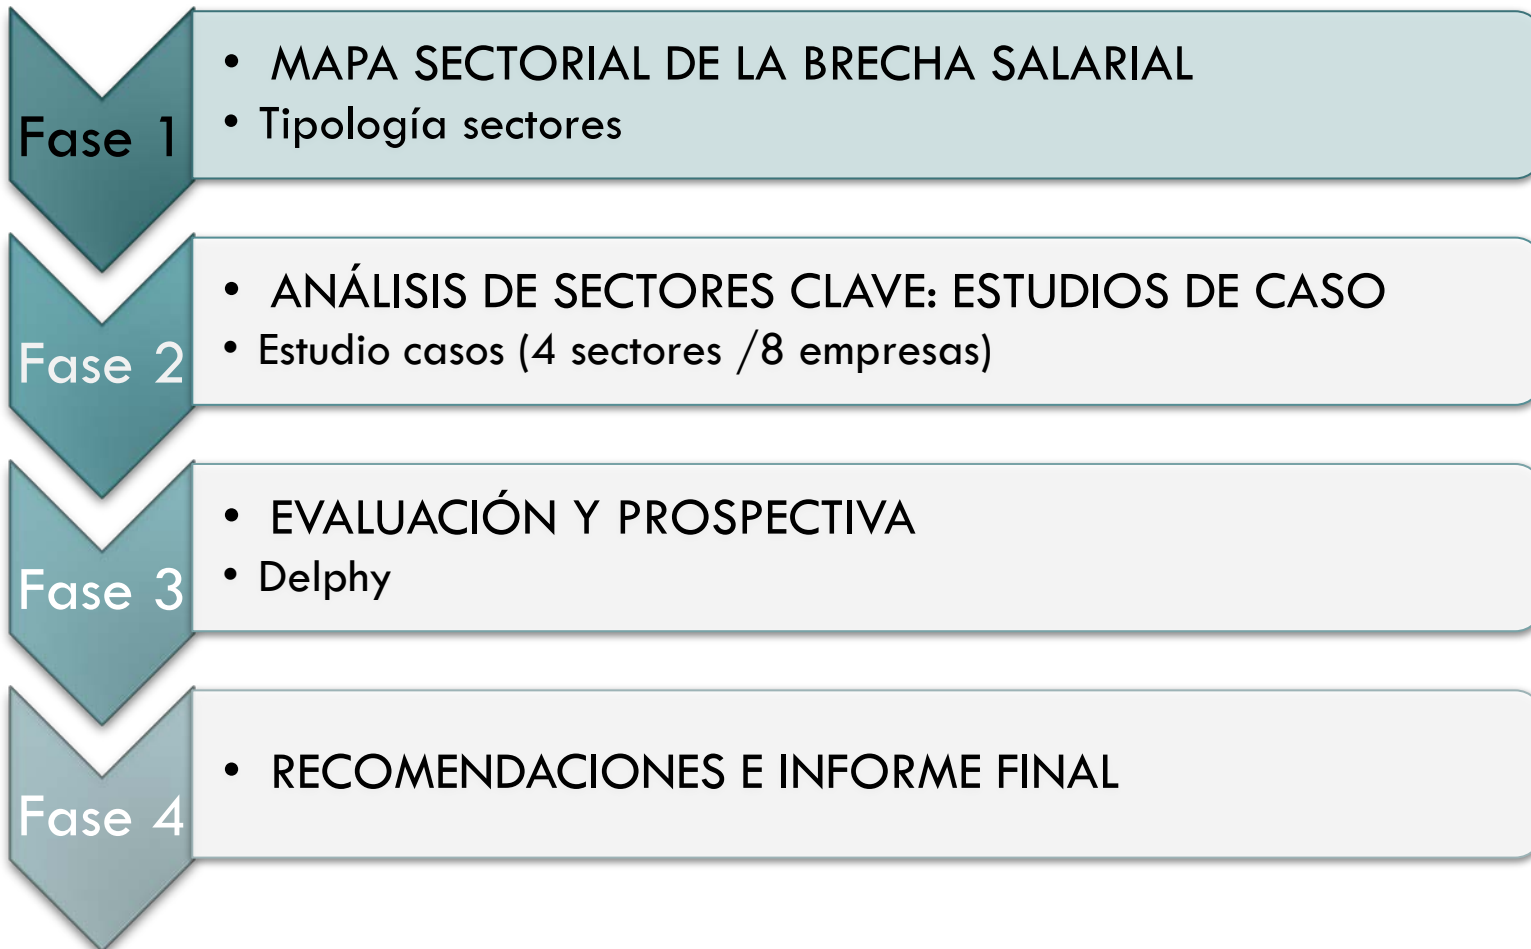 Fase 1
• MAPA SECTORIAL DE LA BRECHA SALARIAL
• Tipología sectores
Fase 2
• ANÁLISIS DE SECTORES CLAVE: ESTUDIOS DE CASO
• Estudio casos (4 sectores /8 empresas)
Fase 3
• EVALUACIÓN Y PROSPECTIVA
• Delphy
Fase 4
• RECOMENDACIONES E INFORME FINAL